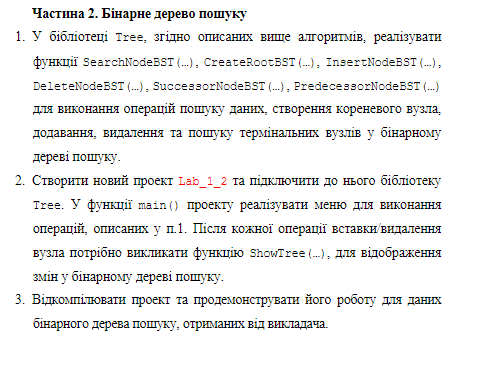 Частина 2. Бінарне дерево пошуку
1. У бібліотеці Tree, згідно описаних вище алгоритмів, реалізувати
функції SearchNodeBST(…), CreateRootBST(…), InsertNodeBST(…),
DeleteNodeBST(…), SuccessorNodeBST(…), PredecessorNodeBST(…)
для виконання операцій пошуку даних, створення кореневого вузла,
додавання, видалення та пошуку термінальних вузлів у бінарному
дереві пошуку.
2. Створити новий проект Lab_1_2 та підключити до нього бібліотеку
Tree. У функції main() проекту реалізувати меню для виконання
операцій, описаних у п.1. Після кожної операції вставки/видалення
вузла потрібно викликати функцію ShowTree(…), для відображення
змін у бінарному дереві пошуку.
3. Відкомпілювати проект та продемонструвати його роботу для даних
бінарного дерева пошуку, отриманих від викладача.